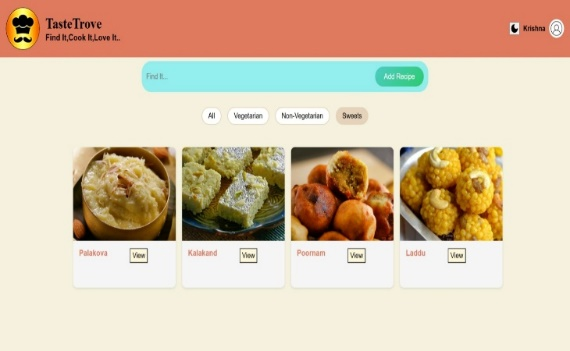 TasteTrove
Find It,Cook It,Love It..
Krishna
Find It...
Add Recipe
All
Vegetarian
Non-Vegetarian
Sweets
Palakova
View
Kalakand
View
Poornam
View
Laddu
View